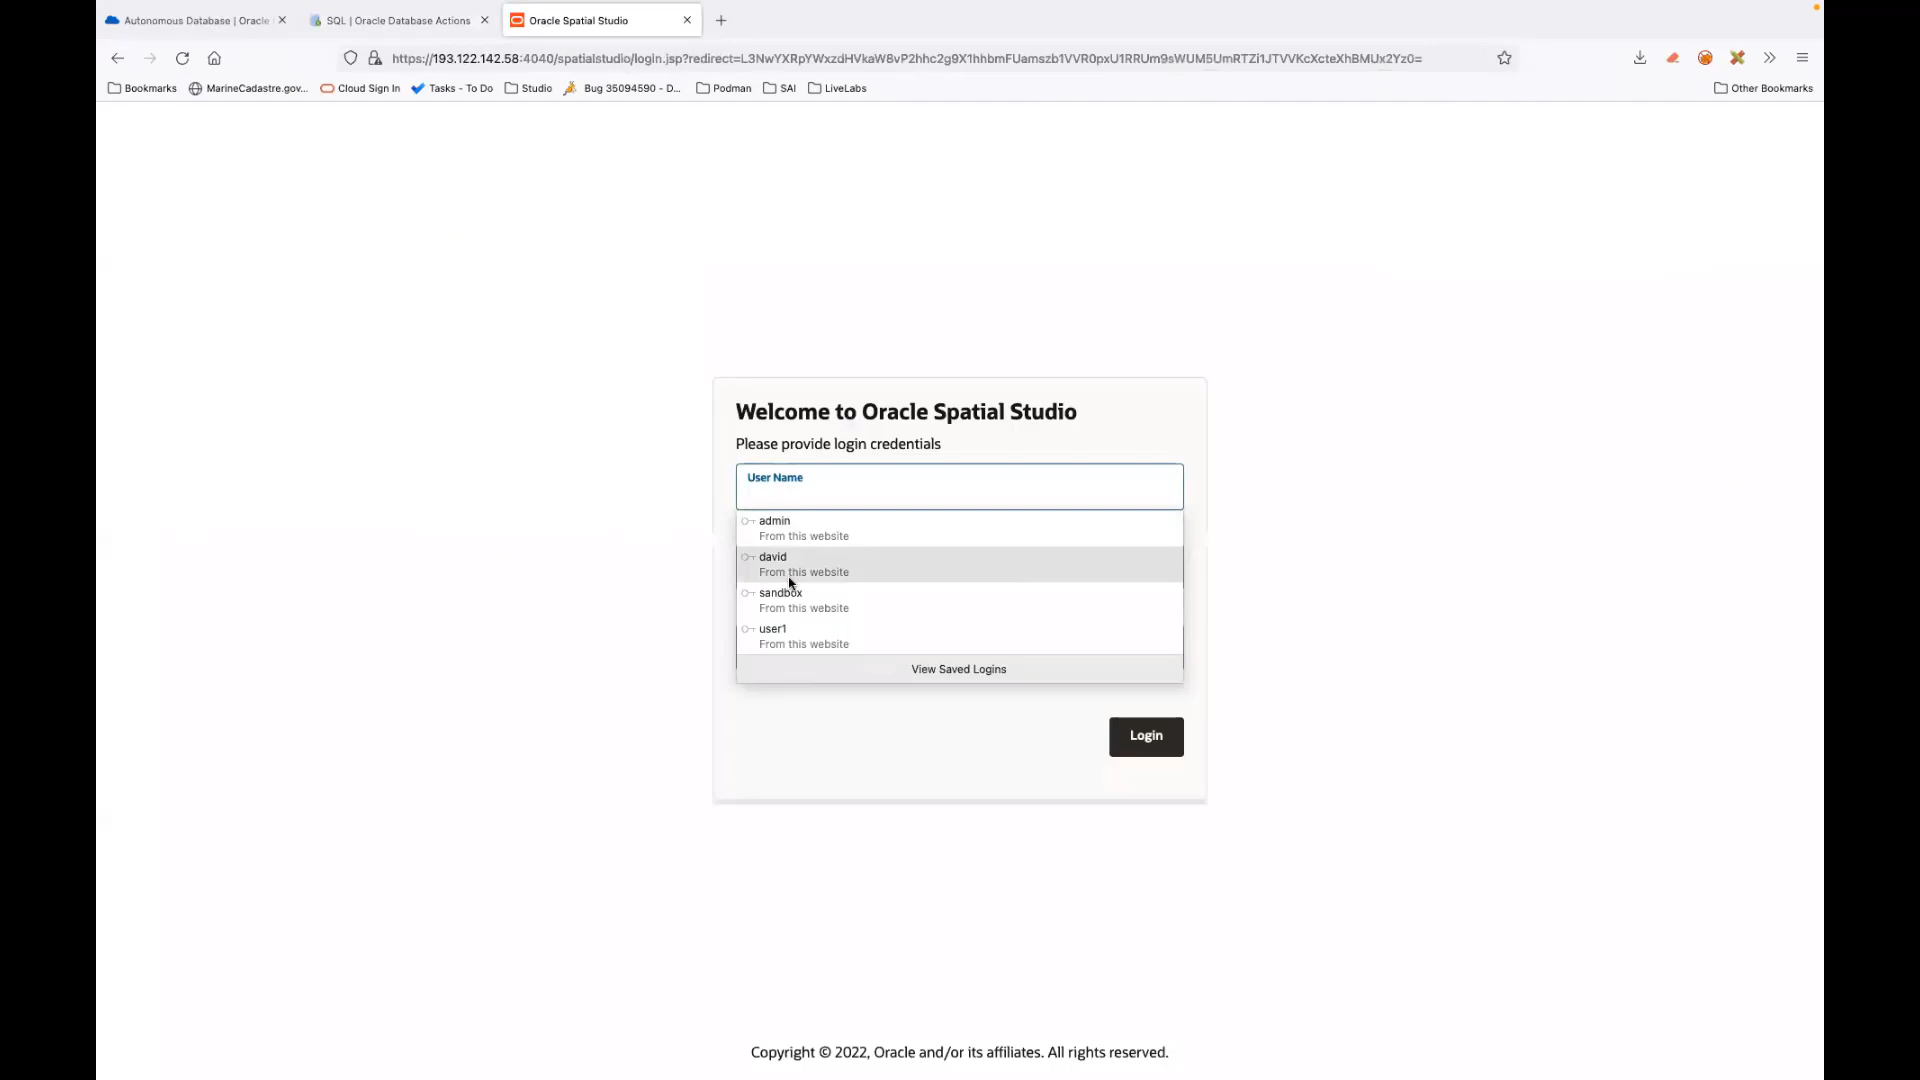 Autonomous Database | Oracle
SQL | Oracle Database Actions
Oracle Spatial Studio
https://193.122.142.58:4040/spatialstudio/login.jsp?redirect=L3NwYXRpYWxzdHVkaW8vP2hhc2g9X1hhbmFUamszb1VVR0pxU1RRUm9sWUM5UmRTZi1JTVVKcXcteXhBMUx2Yz0=
Bookmarks
MarineCadastre.gov...
Cloud Sign In
Tasks - To Do
Studio
Bug 35094590 - D...
Podman
SAI
LiveLabs
Other Bookmarks
Welcome to Oracle Spatial Studio
Please provide login credentials
User Name
admin
From this website
david
From this website
sandbox
From this website
user1
From this website
View Saved Logins
Login
Copyright © 2022, Oracle and/or its affiliates. All rights reserved.